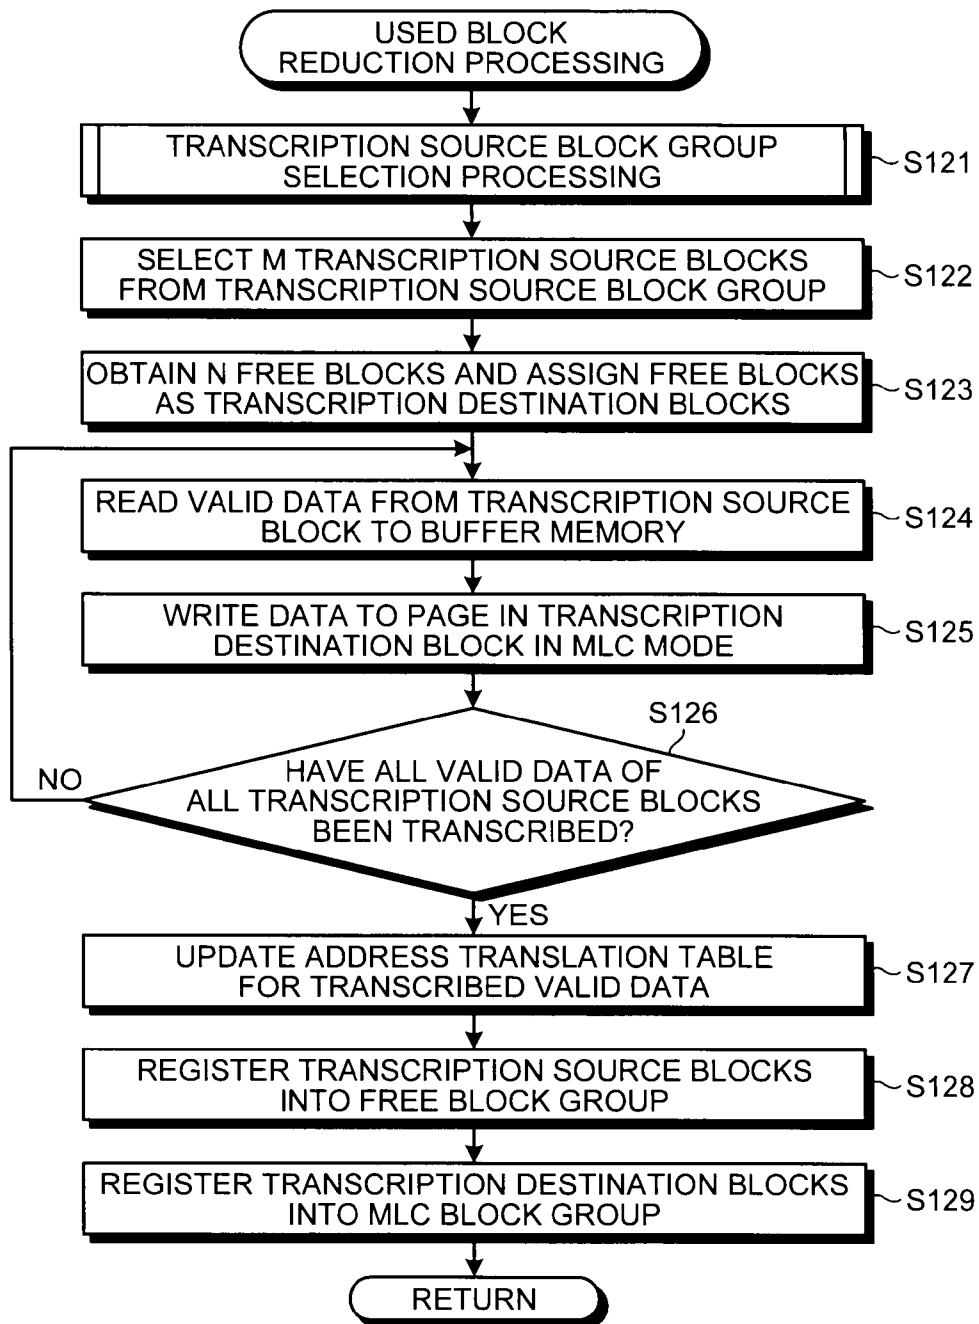 USED BLOCK
REDUCTION PROCESSING
TRANSCRIPTION SOURCE BLOCK GROUP
SELECTION PROCESSING
S121
SELECT M TRANSCRIPTION SOURCE BLOCKS
FROM TRANSCRIPTION SOURCE BLOCK GROUP
S122
OBTAIN N FREE BLOCKS AND ASSIGN FREE BLOCKS
AS TRANSCRIPTION DESTINATION BLOCKS
S123
READ VALID DATA FROM TRANSCRIPTION SOURCE
BLOCK TO BUFFER MEMORY
S124
WRITE DATA TO PAGE IN TRANSCRIPTION
DESTINATION BLOCK IN MLC MODE
S125
S126
NO
HAVE ALL VALID DATA OF
ALL TRANSCRIPTION SOURCE BLOCKS
BEEN TRANSCRIBED?
YES
UPDATE ADDRESS TRANSLATION TABLE
FOR TRANSCRIBED VALID DATA
S127
REGISTER TRANSCRIPTION SOURCE BLOCKS
INTO FREE BLOCK GROUP
S128
REGISTER TRANSCRIPTION DESTINATION BLOCKS
INTO MLC BLOCK GROUP
S129
RETURN